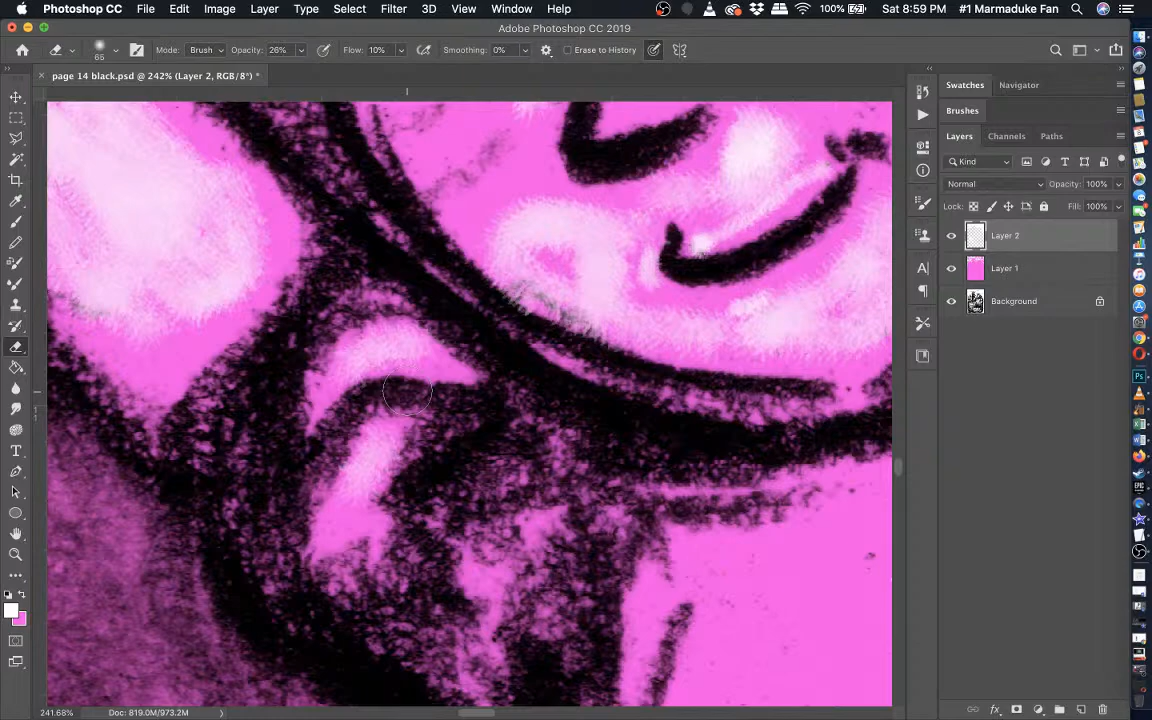 Photoshop CC File Edit Image Layer Type Select Filter 3D View Window Help 100% Sat 8:59 PM #1 Marmaduke Fan
Adobe Photoshop CC 2019
65 Mode: Brush Opacity: 26% Flow: 10% Smoothing: 0% Erase to History
page 14 black.psd @ 242% (Layer 2, RGB/8*) *
Swatches Navigator
Brushes
Layers Channels Paths
Kind
Normal Opacity: 100%
Lock: Fill: 100%
Layer 2
Layer 1
Background
241.68% Doc: 819.0M/973.2M